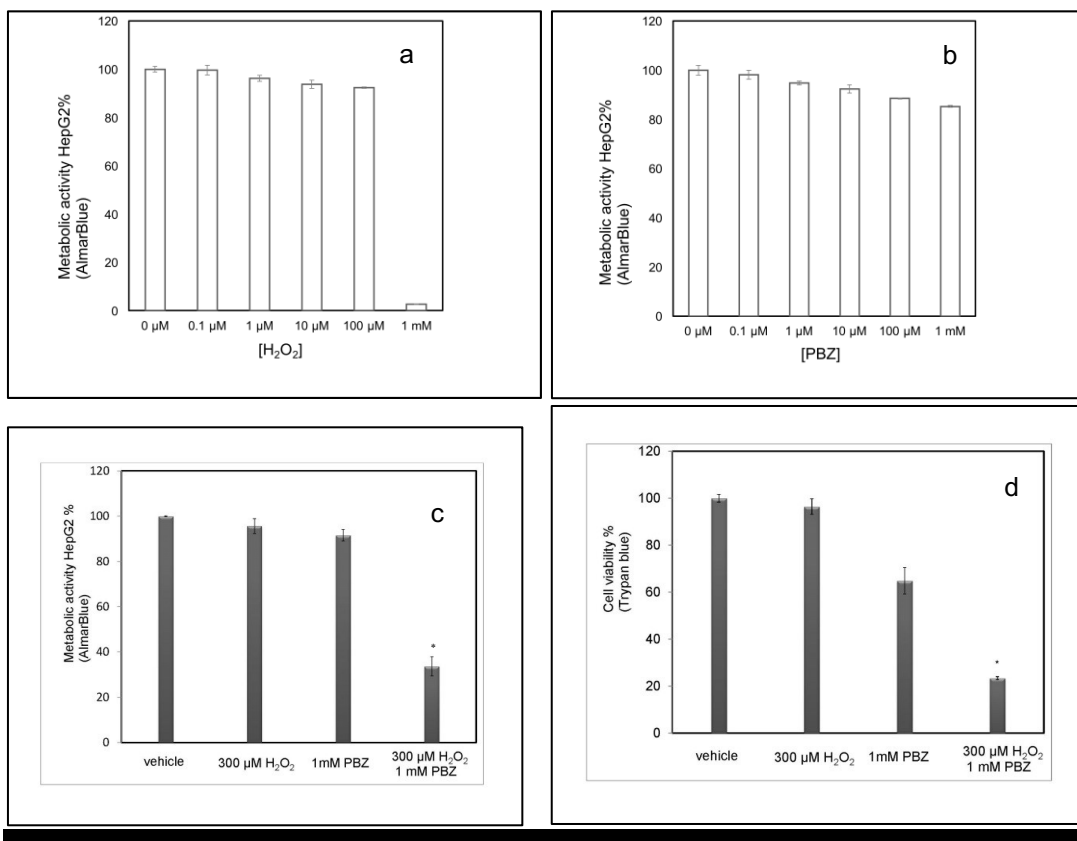 a
120
100
80
60
40
20
0
Metabolic activity HepG2%
(AlmarBlue)
0 µM 0.1 µM 1 µM 10 µM 100 µM 1 mM
[H₂O₂]
b
120
100
80
60
40
20
0
Metabolic activity HepG2%
(AlmarBlue)
0 µM 0.1 µM 1 µM 10 µM 100 µM 1 mM
[PBZ]
c
120
100
80
60
40
20
0
Metabolic activity HepG2 %
(AlmarBlue)
*
vehicle 300 µM H₂O₂ 1mM PBZ 300 µM H₂O₂
1 mM PBZ
d
120
100
80
60
40
20
0
Cell viability %
(Trypan blue)
*
vehicle 300 µM H₂O₂ 1mM PBZ 300 µM H₂O₂
1 mM PBZ